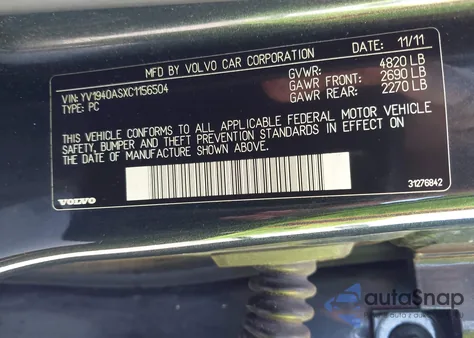 MFD BY VOLVO CAR CORPORATION
DATE: 11/11
VIN: YV1940ASXC1156504
TYPE: PC
GVWR: 4820 LB
GAWR FRONT: 2690 LB
GAWR REAR: 2270 LB
THIS VEHICLE CONFORMS TO ALL APPLICABLE FEDERAL MOTOR VEHICLE
SAFETY, BUMPER AND THEFT PREVENTION STANDARDS IN EFFECT ON
THE DATE OF MANUFACTURE SHOWN ABOVE.
VOLVO
31276842
autoSnap